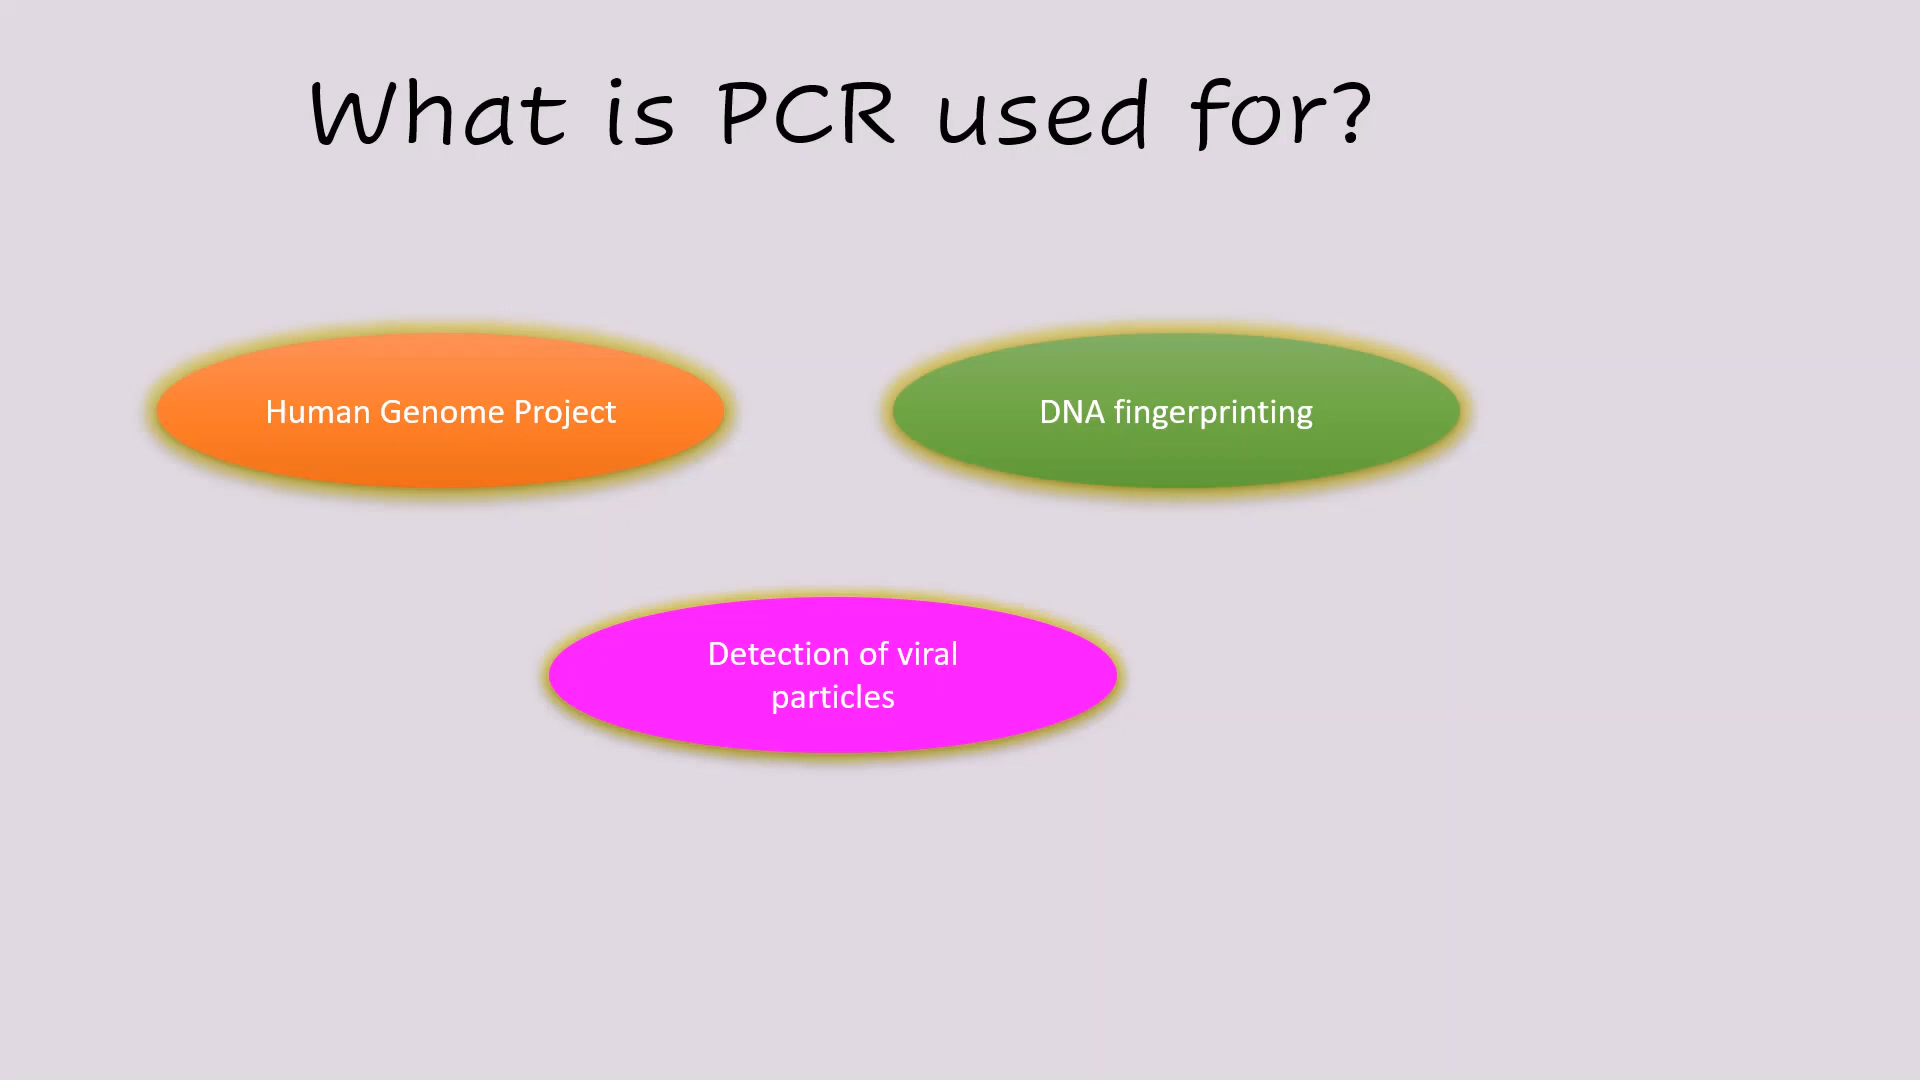 What is PCR used for?
Human Genome Project
DNA fingerprinting
Detection of viral
particles